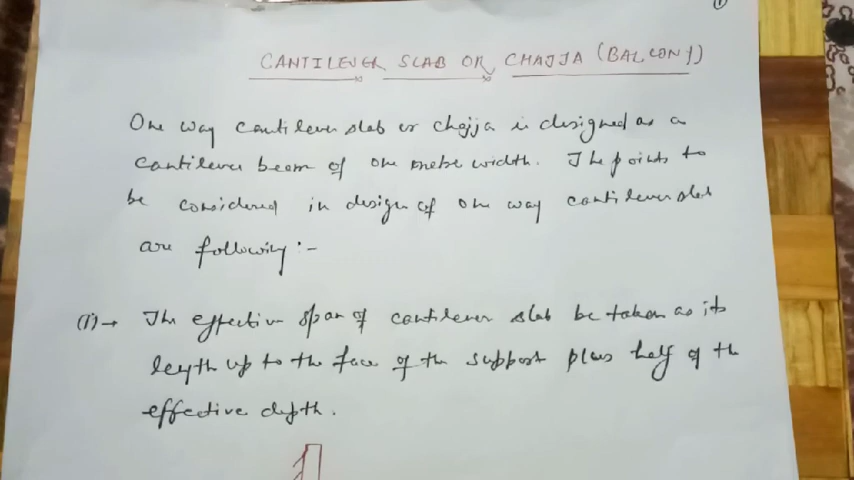 1
CANTILEVER SLAB OR CHAJJA (BALCONY)
One way cantilever slab or chajja is designed as a
cantilever beam of one metre width. The points to
be considered in design of one way cantilever slab
are following :-
(1)→ The effective span of cantilever slab be taken as its
length up to the face of the support plus half of the
effective depth.